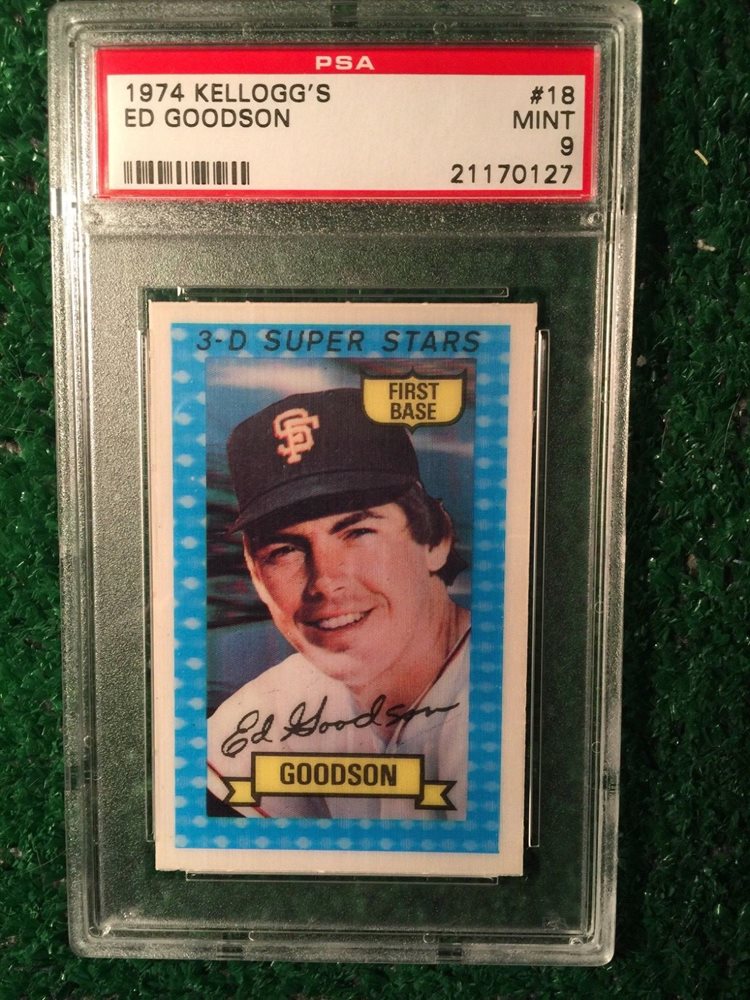 PSA
1974 KELLOGG'S #18
ED GOODSON MINT
9
21170127
3-D SUPER STARS
FIRST
BASE
SF
Ed Goodson
GOODSON